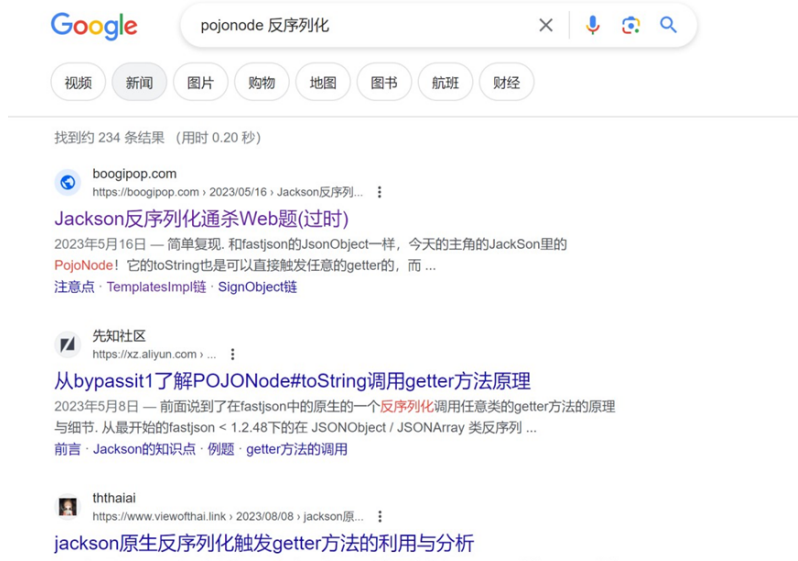 Google
pojonode 反序列化
视频 新闻 图片 购物 地图 图书 航班 财经
找到约 234 条结果 (用时 0.20 秒)
boogipop.com
https://boogipop.com › 2023/05/16 › Jackson反序列...
Jackson反序列化通杀Web题(过时)
2023年5月16日 — 简单复现. 和fastjson的JsonObject一样，今天的主角的JackSon里的
PojoNode！它的toString也是可以直接触发任意的getter的，而 ...
注意点 · TemplatesImpl链 · SignObject链
先知社区
https://xz.aliyun.com › ...
从bypassit1了解POJONode#toString调用getter方法原理
2023年5月8日 — 前面说到了在fastjson中的原生的一个反序列化调用任意类的getter方法的原理
与细节. 从最开始的fastjson < 1.2.48下的在 JSONObject / JSONArray 类反序列 ...
前言 · Jackson的知识点 · 例题 · getter方法的调用
ththaiai
https://www.viewofthai.link › 2023/08/08 › jackson原...
jackson原生反序列化触发getter方法的利用与分析